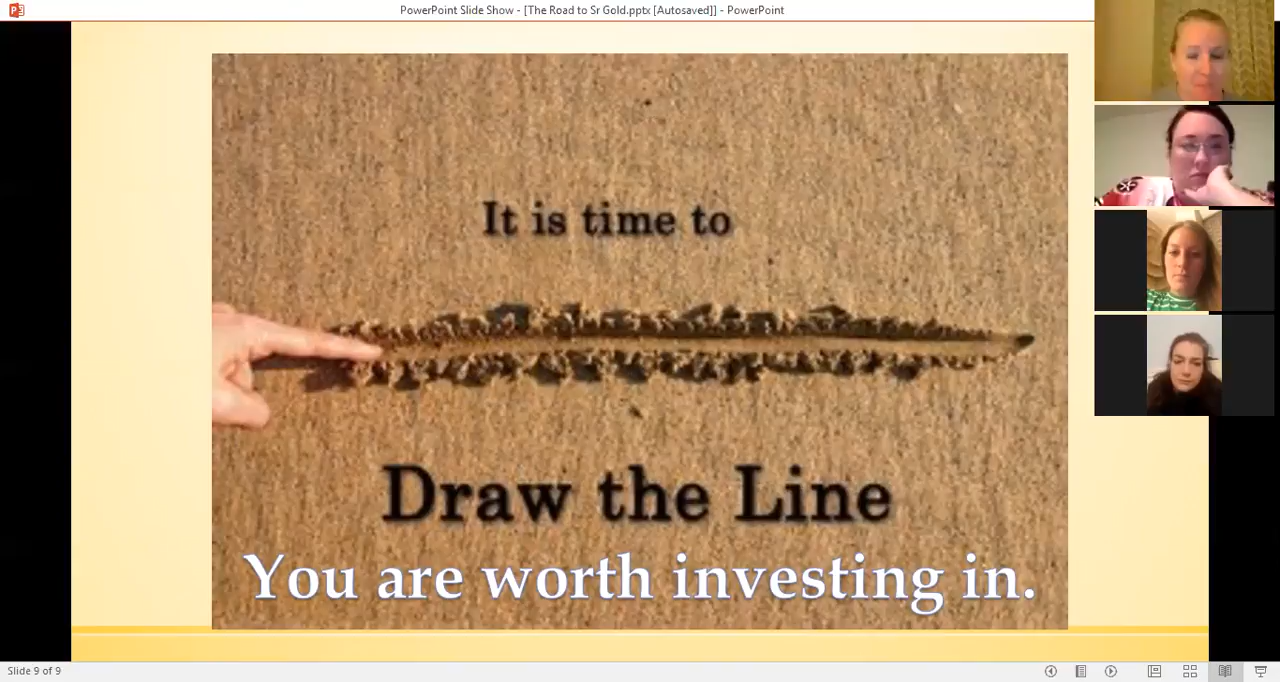 PowerPoint Slide Show - [The Road to Sr Gold.pptx [Autosaved]] - PowerPoint
It is time to
Draw the Line
You are worth investing in.
Slide 9 of 9